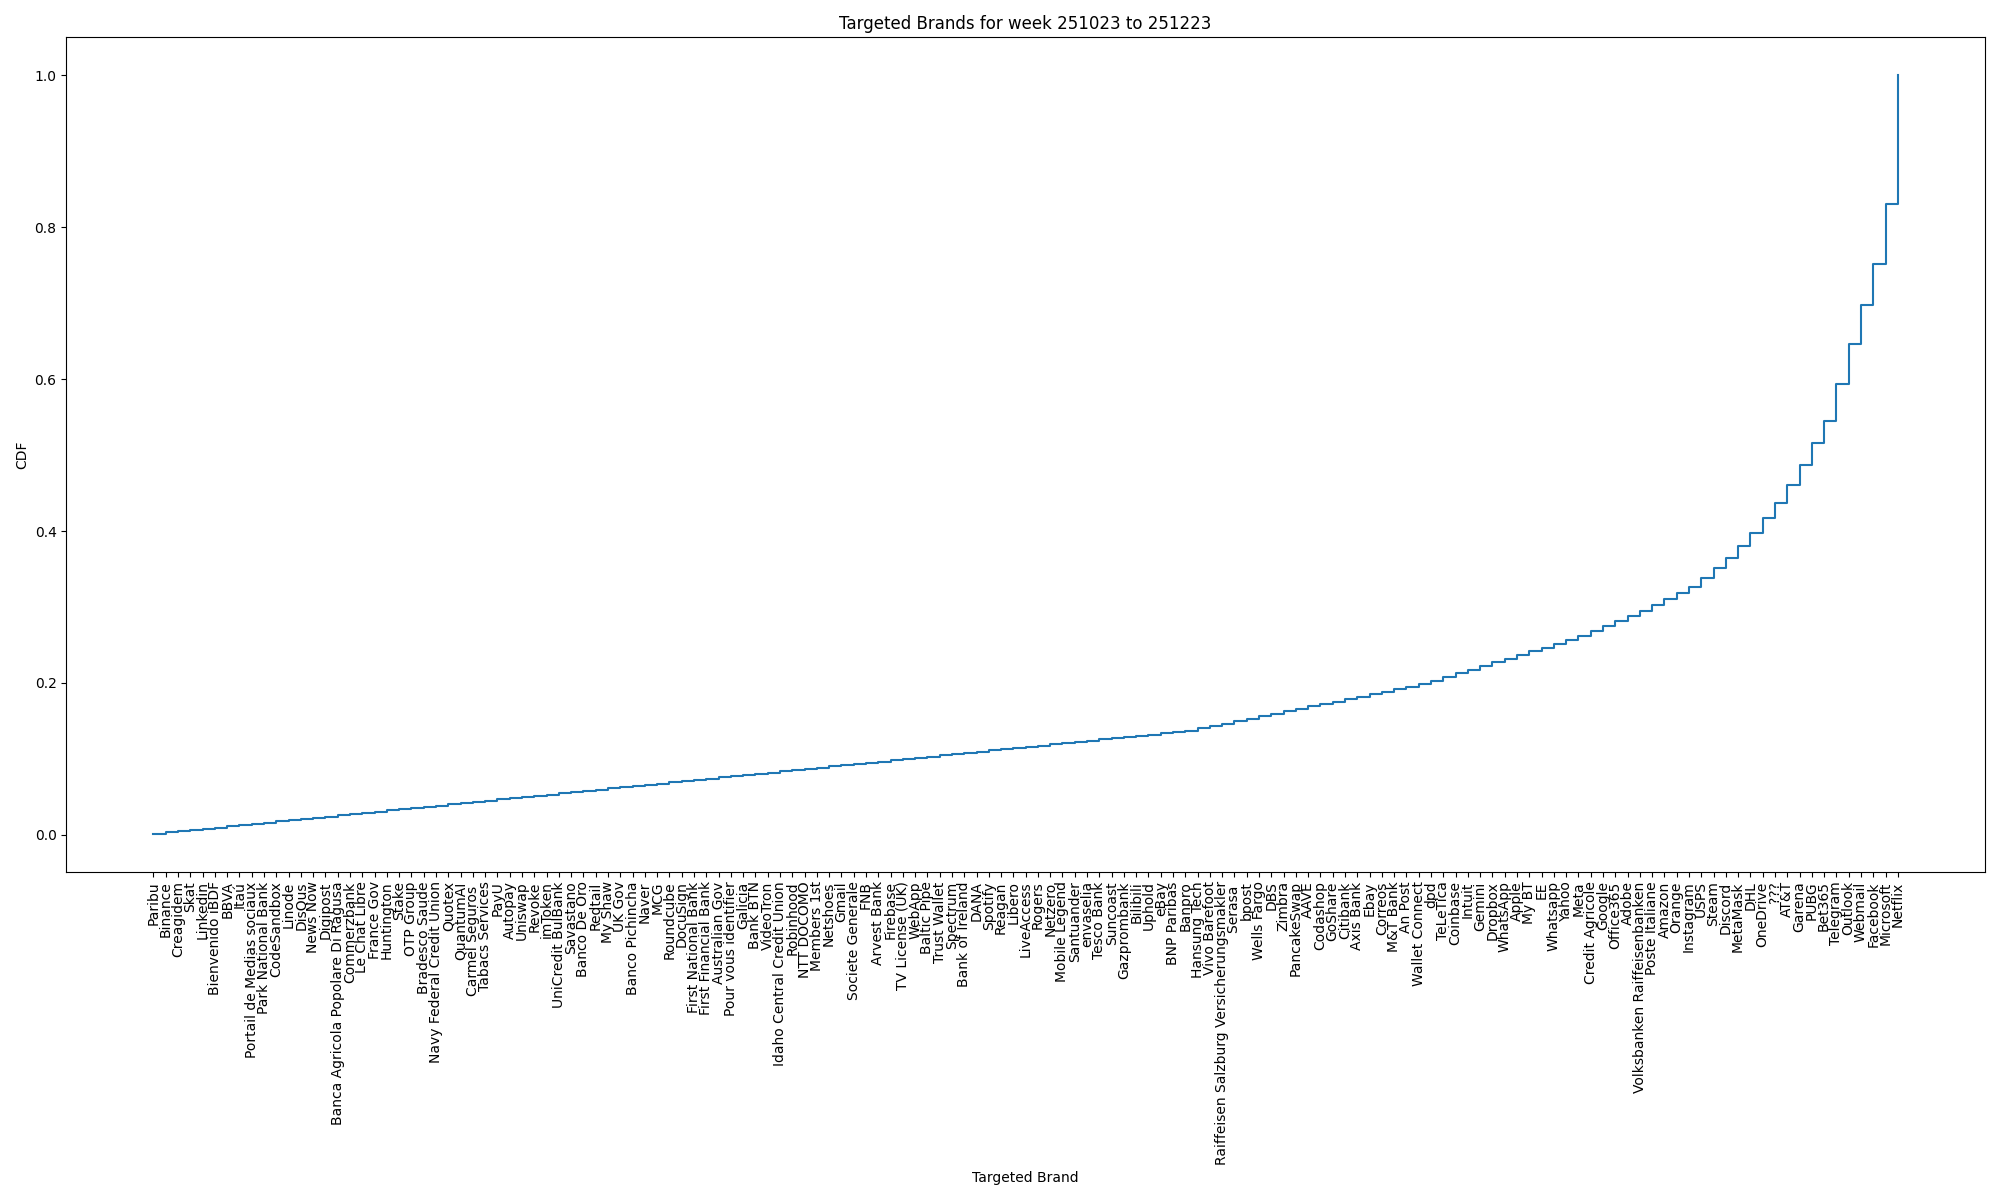 Targeted Brands for week 251023 to 251223
CDF
1.0
0.8
0.6
0.4
0.2
0.0
Paribu
Binance
Creagidem
Skat
Linkedin
Bienvenido IBDF
BBVA
Itau
Portail de Medias sociaux
Park National Bank
CodeSandbox
Linode
DisQus
News Now
Digipost
Banca Agricola Popolare Di Ragusa
Commerzbank
Le Chat Libre
France Gov
Huntington
Stake
OTP Group
Bradesco Saude
Navy Federal Credit Union
Quotex
QuantumAI
Carmel Seguros
Tabacs Services
PayU
Autopay
Uniswap
Revoke
imToken
UniCredit BulBank
Savastano
Banco De Oro
Redtail
My Shaw
UK Gov
Banco Pichincha
Naver
MCG
Roundcube
DocuSign
First National Bank
First Financial Bank
Australian Gov
Pour vous identifier
Galicia
Bank BTN
VideoTron
Idaho Central Credit Union
Robinhood
NTT DOCOMO
Members 1st
Netshoes
Gmail
Societe Generale
FNB
Arvest Bank
Firebase
TV License (UK)
WebApp
Baltic Pipe
Trust Wallet
Spectrum
Bank of Ireland
DANA
Spotify
Reagan
Libero
LiveAccess
Rogers
Netzero
Mobile Legend
Santuander
envaselia
Tesco Bank
Suncoast
Gazprombank
Bilibili
Uphold
eBay
BNP Paribas
Banpro
Hansung Tech
Vivo Barefoot
Raiffeisen Salzburg Versicherungsmakler
Serasa
bpost
Wells Fargo
DBS
Zimbra
PancakeSwap
AAVE
Codashop
GoShare
Citibank
Axis Bank
Ebay
Correos
M&T Bank
An Post
Wallet Connect
dpd
TeLeTica
Coinbase
Intuit
Gemini
Dropbox
WhatsApp
Apple
My BT
EE
Whatsapp
Yahoo
Meta
Credit Agricole
Google
Office365
Adobe
Volksbanken Raiffeisenbanken
Poste Italiane
Amazon
Orange
Instagram
USPS
Steam
Discord
MetaMask
DHL
OneDrive
???
AT&T
Garena
PUBG
Bet365
Telegram
Outlook
Webmail
Facebook
Microsoft
Netflix
Targeted Brand